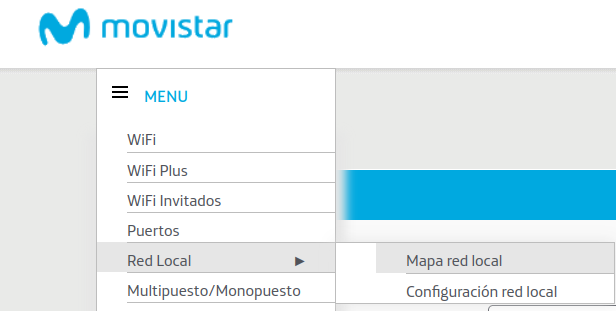 movistar
MENU
WiFi
WiFi Plus
WiFi Invitados
Puertos
Red Local
Mapa red local
Multipuesto/Monopuesto
Configuración red local